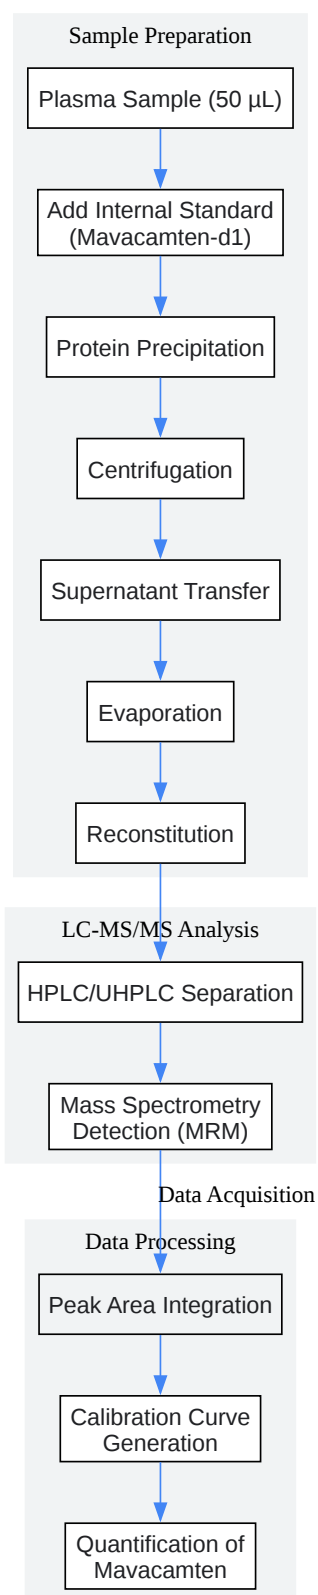 Sample Preparation
Plasma Sample (50 µL)
Add Internal Standard
(Mavacamten-d1)
Protein Precipitation
Centrifugation
Supernatant Transfer
Evaporation
Reconstitution
LC-MS/MS Analysis
HPLC/UHPLC Separation
Mass Spectrometry
Detection (MRM)
Data Acquisition
Data Processing
Peak Area Integration
Calibration Curve
Generation
Quantification of
Mavacamten